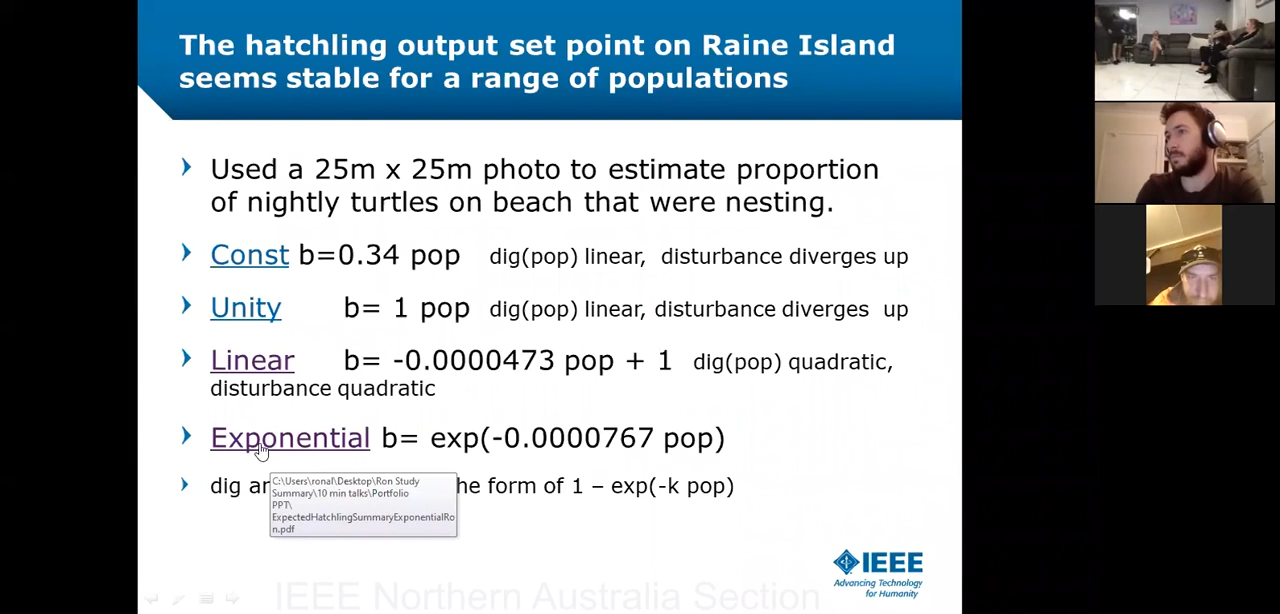 The hatchling output set point on Raine Island
seems stable for a range of populations
Used a 25m x 25m photo to estimate proportion
of nightly turtles on beach that were nesting.
Const b=0.34 pop dig(pop) linear, disturbance diverges up
Unity b= 1 pop dig(pop) linear, disturbance diverges up
Linear b= -0.0000473 pop + 1 dig(pop) quadratic,
disturbance quadratic
Exponential b= exp(-0.0000767 pop)
dig he form of 1 – exp(-k pop)
C:\Users\ronal\Desktop\Ron Study
Summary\10 min talks\Portfolio
PPT\
ExpectedHatchlingSummaryExponentialRo
n.pdf
IEEE
Advancing Technology
for Humanity
IEEE Northern Australia Section